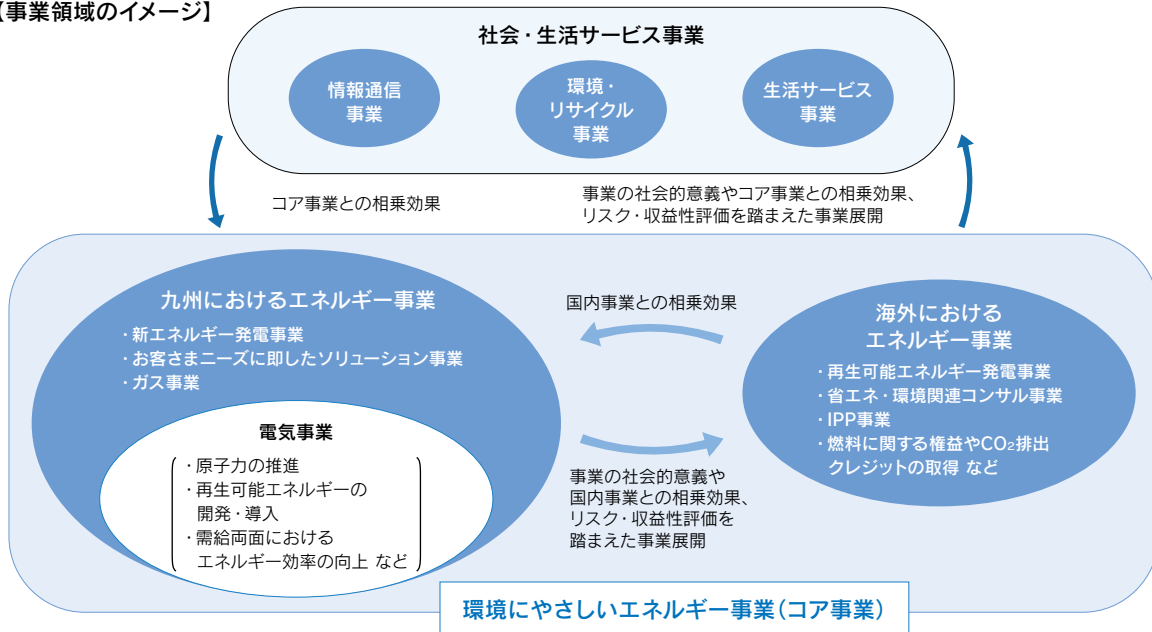 【事業領域のイメージ】
社会・生活サービス事業
情報通信
事業
環境・
リサイクル
事業
生活サービス
事業
コア事業との相乗効果
事業の社会的意義やコア事業との相乗効果、
リスク・収益性評価を踏まえた事業展開
九州におけるエネルギー事業
・新エネルギー発電事業
・お客さまニーズに即したソリューション事業
・ガス事業
電気事業
・原子力の推進
・再生可能エネルギーの
開発・導入
・需給両面における
エネルギー効率の向上 など
国内事業との相乗効果
事業の社会的意義や
国内事業との相乗効果、
リスク・収益性評価を
踏まえた事業展開
海外における
エネルギー事業
・再生可能エネルギー発電事業
・省エネ・環境関連コンサル事業
・IPP事業
・燃料に関する権益やCO₂排出
クレジットの取得 など
環境にやさしいエネルギー事業(コア事業)